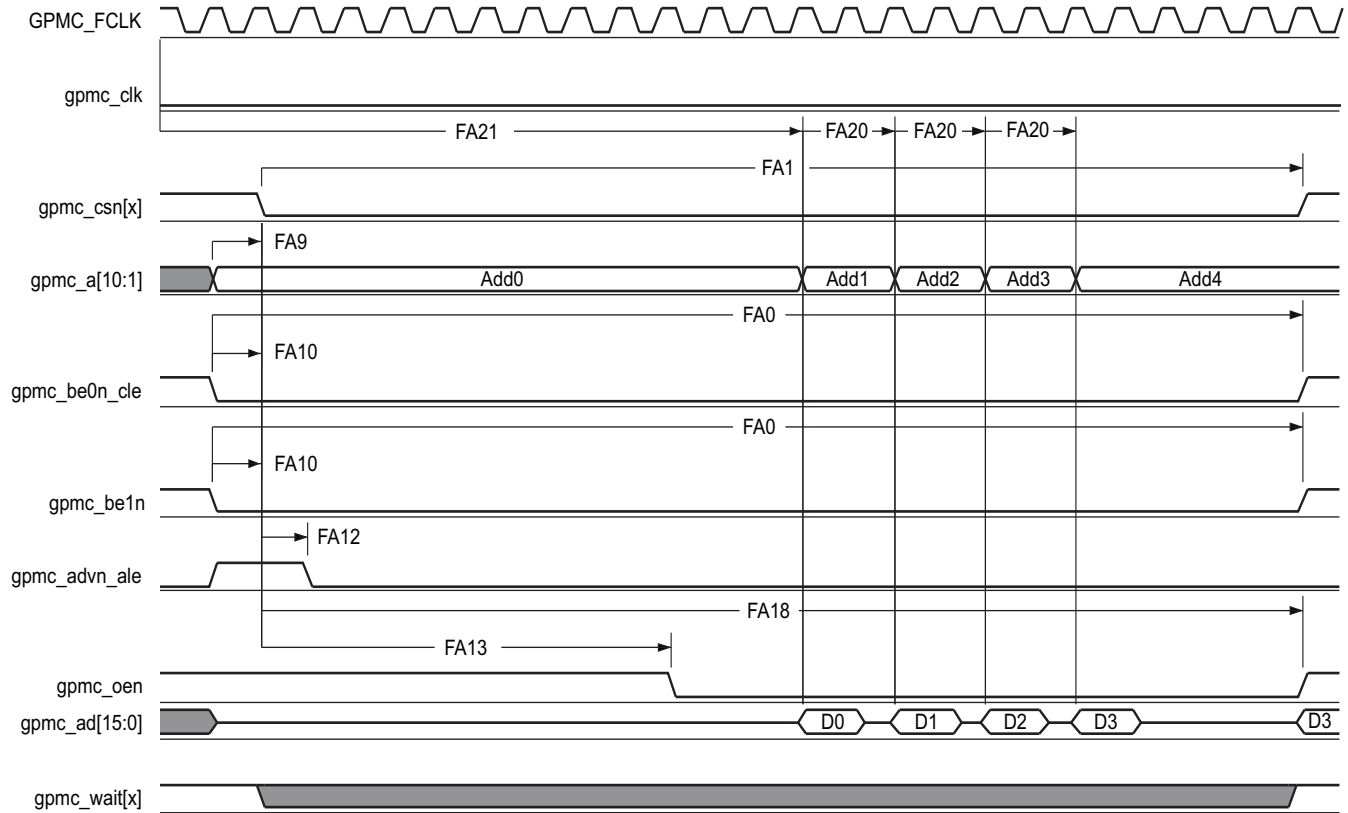 GPMC_FCLK
gpmc_clk
FA21 FA20 FA20 FA20
FA1
gpmc_csn[x]
FA9
gpmc_a[10:1] Add0 Add1 Add2 Add3 Add4
FA0
FA10
gpmc_be0n_cle
FA0
FA10
gpmc_be1n
FA12
gpmc_advn_ale
FA18
FA13
gpmc_oen
gpmc_ad[15:0] D0 D1 D2 D3 D3
gpmc_wait[x]